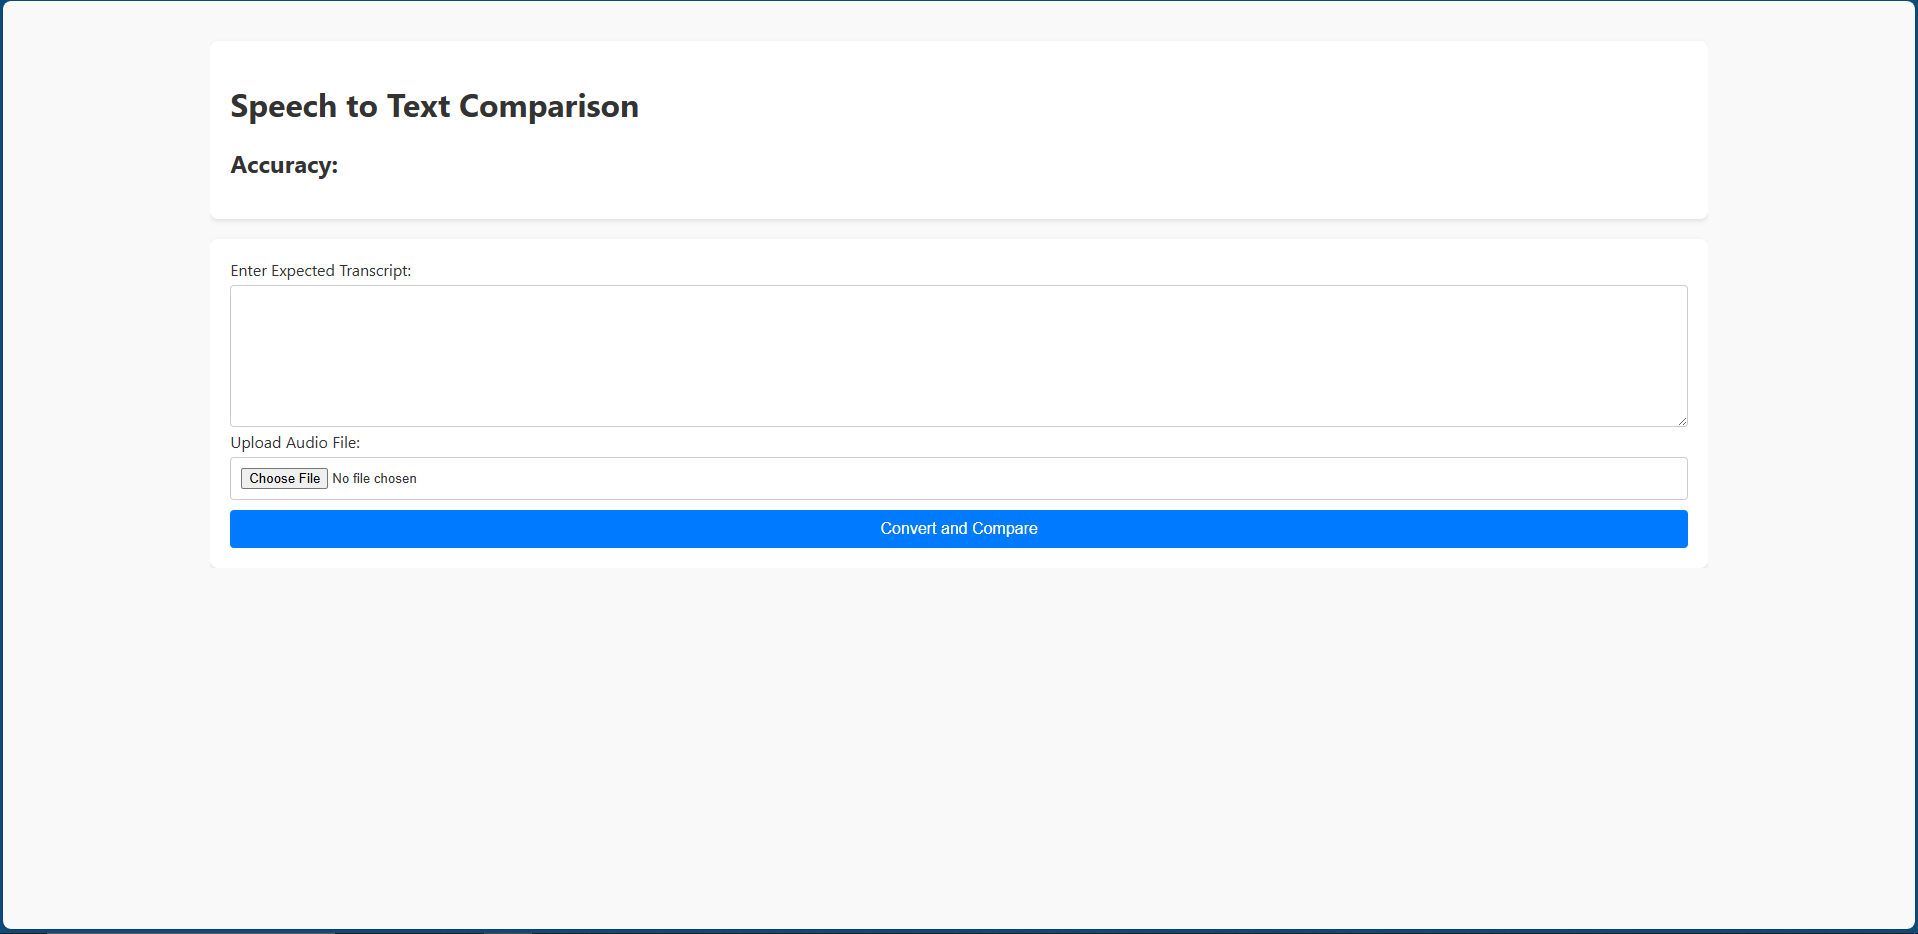 Speech to Text Comparison
Accuracy:
Enter Expected Transcript:
Upload Audio File:
Choose File No file chosen
Convert and Compare